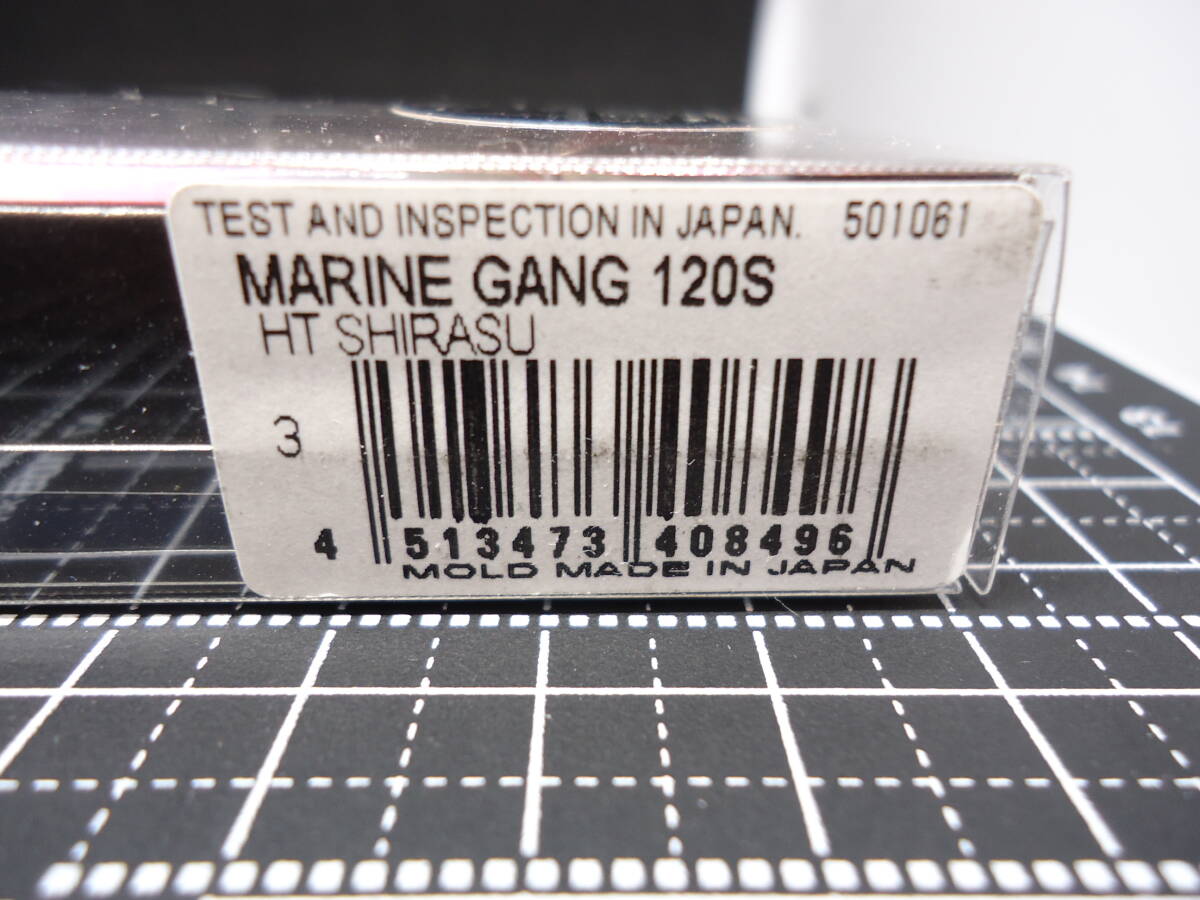 TEST AND INSPECTION IN JAPAN. 501061
MARINE GANG 120S
HT SHIRASU
3
4 513473 408496
MOLD MADE IN JAPAN